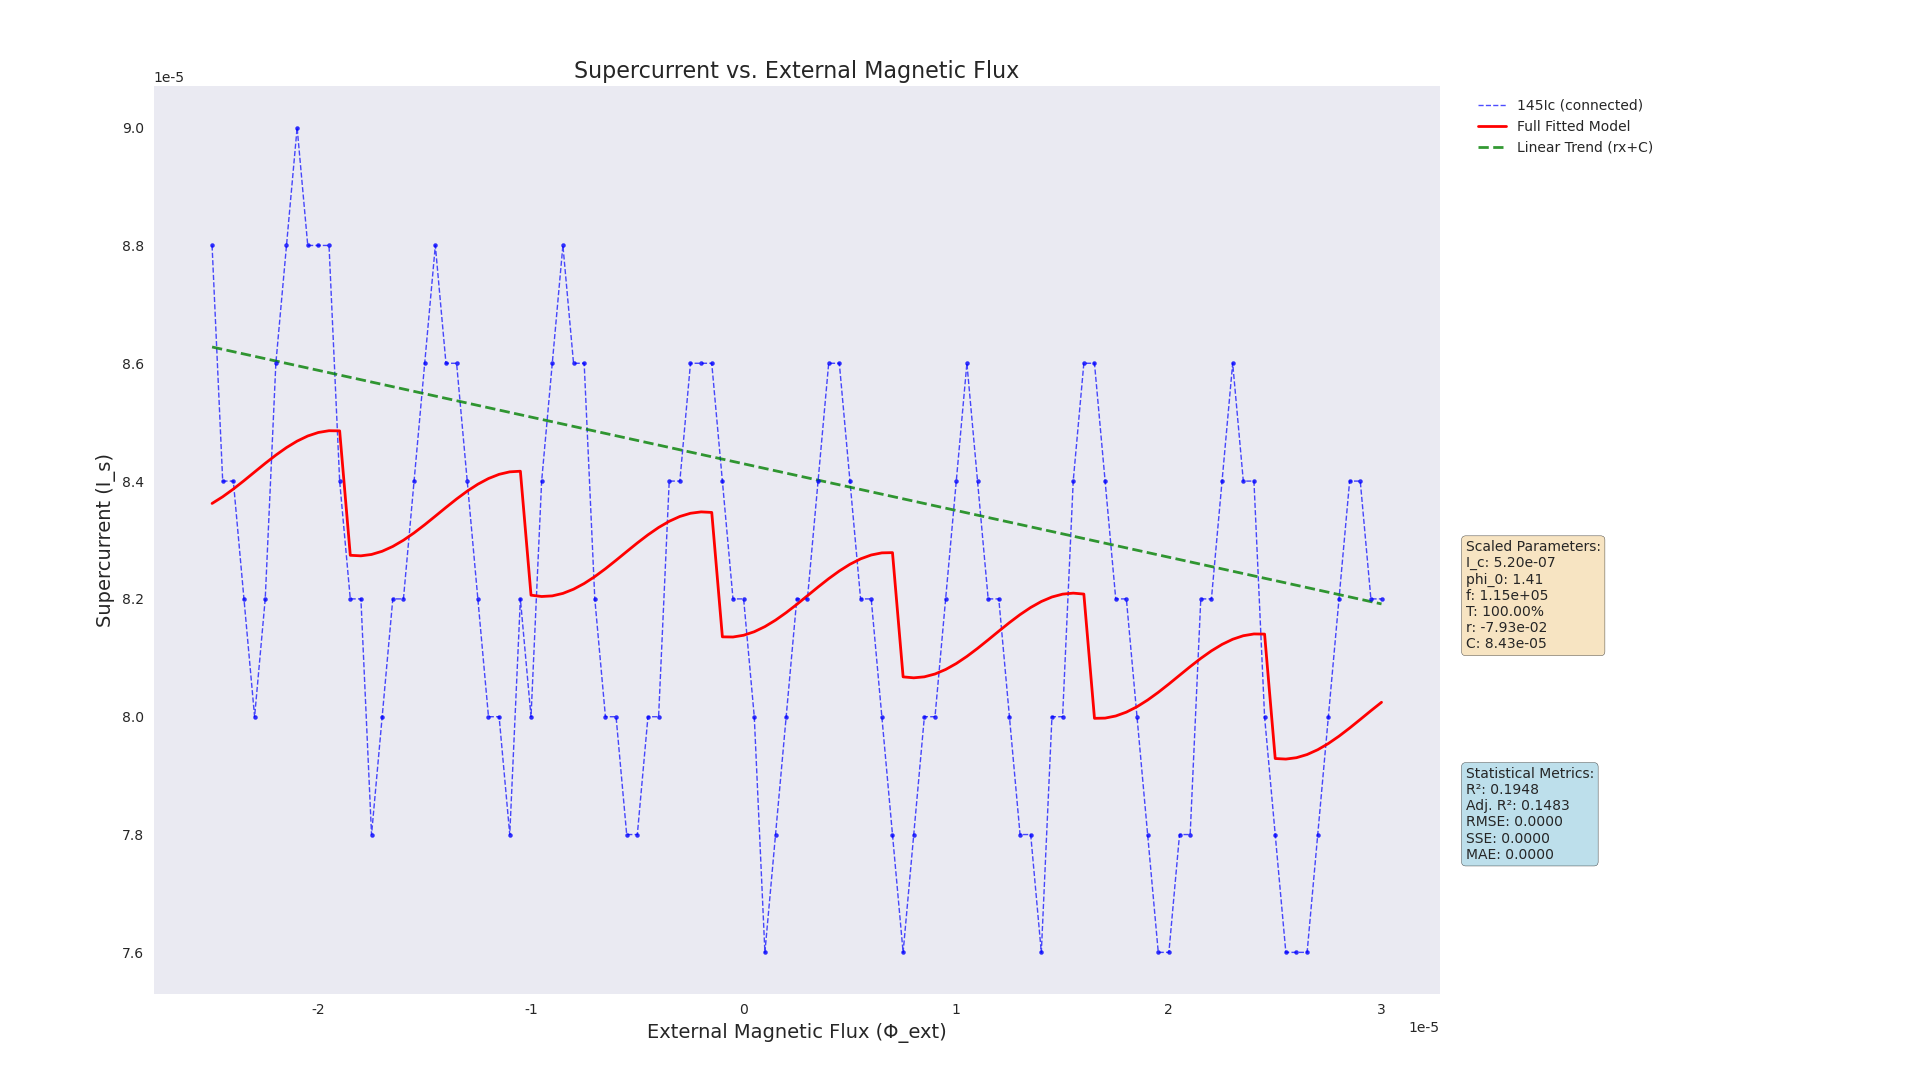 Supercurrent vs. External Magnetic Flux
1e-5
9.0
8.8
8.6
8.4
8.2
8.0
7.8
7.6
Supercurrent (I_s)
-2
-1
0
1
2
3
1e-5
External Magnetic Flux (Φ_ext)
145Ic (connected)
Full Fitted Model
Linear Trend (rx+C)
Scaled Parameters:
I_c: 5.20e-07
phi_0: 1.41
f: 1.15e+05
T: 100.00%
r: -7.93e-02
C: 8.43e-05
Statistical Metrics:
R²: 0.1948
Adj. R²: 0.1483
RMSE: 0.0000
SSE: 0.0000
MAE: 0.0000